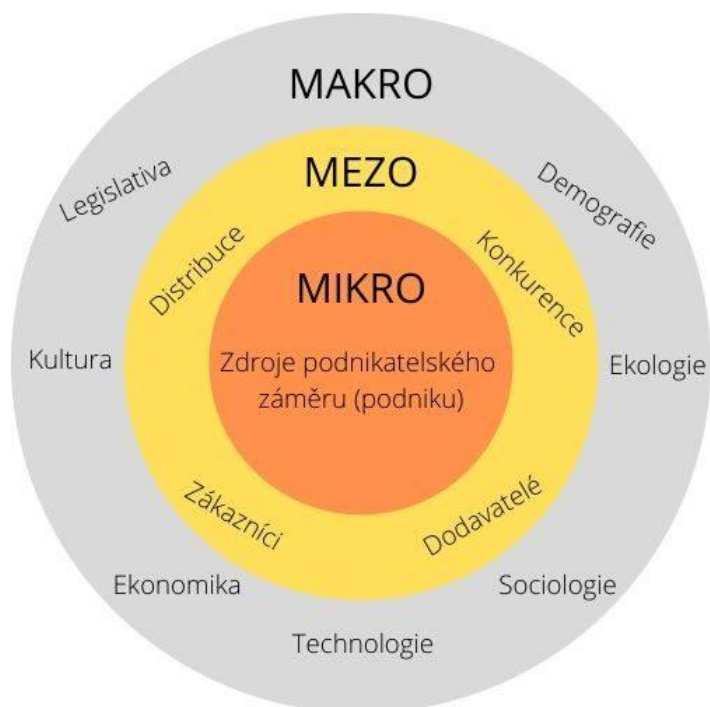 MAKRO
MEZO
Legislativa
Demografie
Distribuce
Konkurence
MIKRO
Kultura
Zdroje podnikatelského
záměru (podniku)
Ekologie
Zákazníci
Dodavatelé
Ekonomika
Sociologie
Technologie